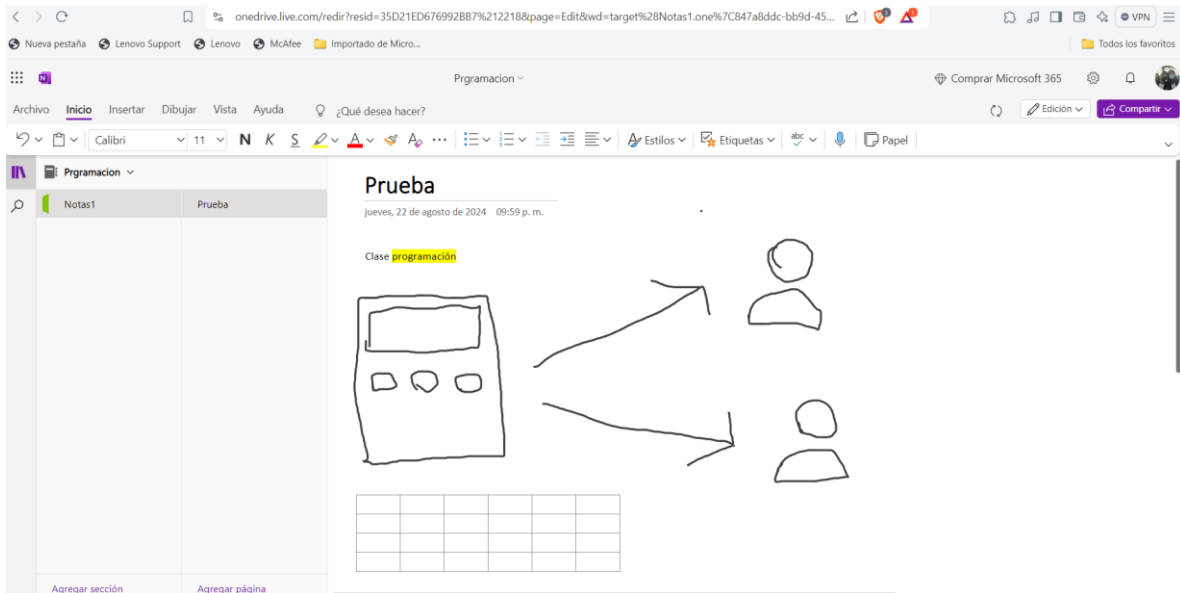 onedrive.live.com/redir?resid=35D21ED676992BB7%212218&page=Edit&wd=target%28Notas1.one%7C847a8ddc-bb9d-45...
VPN
Nueva pestaña Lenovo Support Lenovo McAfee Importado de Micro... Todos los favoritos
N Prgramacion Comprar Microsoft 365
Archivo Inicio Insertar Dibujar Vista Ayuda ¿Qué desea hacer? Edición Compartir
Calibri 11 N K S A A ... Estilos Etiquetas abc Papel
Prgramacion
Notas1 Prueba
Prueba
jueves, 22 de agosto de 2024 09:59 p. m.
Clase programación
Agregar sección Agregar página